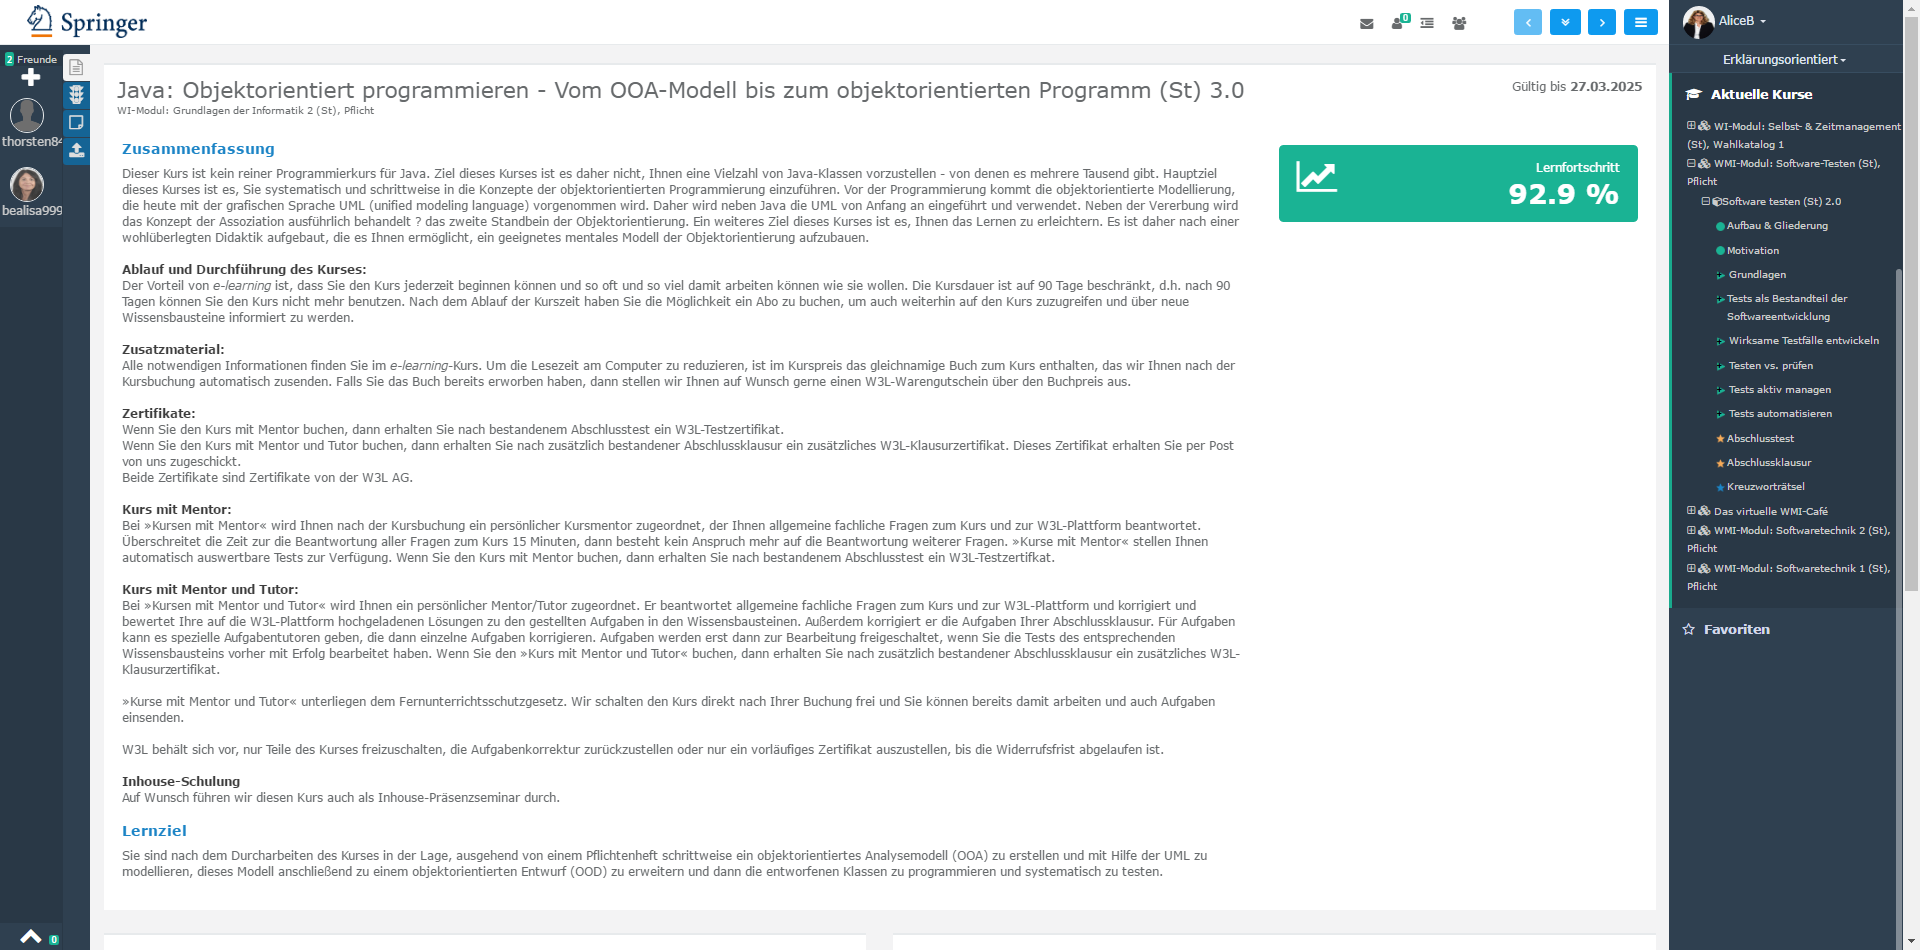 Springer
0
AliceB
Erklärungsorientiert
2 Freunde
thorsten84
bealisa999
0
Java: Objektorientiert programmieren - Vom OOA-Modell bis zum objektorientierten Programm (St) 3.0
WI-Modul: Grundlagen der Informatik 2 (St), Pflicht
Gültig bis 27.03.2025
Zusammenfassung
Dieser Kurs ist kein reiner Programmierkurs für Java. Ziel dieses Kurses ist es daher nicht, Ihnen eine Vielzahl von Java-Klassen vorzustellen - von denen es mehrere Tausend gibt. Hauptziel
dieses Kurses ist es, Sie systematisch und schrittweise in die Konzepte der objektorientierten Programmierung einzuführen. Vor der Programmierung kommt die objektorientierte Modellierung,
die heute mit der grafischen Sprache UML (unified modeling language) vorgenommen wird. Daher wird neben Java die UML von Anfang an eingeführt und verwendet. Neben der Vererbung wird
das Konzept der Assoziation ausführlich behandelt ? das zweite Standbein der Objektorientierung. Ein weiteres Ziel dieses Kurses ist es, Ihnen das Lernen zu erleichtern. Es ist daher nach einer
wohlüberlegten Didaktik aufgebaut, die es Ihnen ermöglicht, ein geeignetes mentales Modell der Objektorientierung aufzubauen.
Ablauf und Durchführung des Kurses:
Der Vorteil von e-learning ist, dass Sie den Kurs jederzeit beginnen können und so oft und so viel damit arbeiten können wie sie wollen. Die Kursdauer ist auf 90 Tage beschränkt, d.h. nach 90
Tagen können Sie den Kurs nicht mehr benutzen. Nach dem Ablauf der Kurszeit haben Sie die Möglichkeit ein Abo zu buchen, um auch weiterhin auf den Kurs zuzugreifen und über neue
Wissensbausteine informiert zu werden.
Zusatzmaterial:
Alle notwendigen Informationen finden Sie im e-learning-Kurs. Um die Lesezeit am Computer zu reduzieren, ist im Kurspreis das gleichnamige Buch zum Kurs enthalten, das wir Ihnen nach der
Kursbuchung automatisch zusenden. Falls Sie das Buch bereits erworben haben, dann stellen wir Ihnen auf Wunsch gerne einen W3L-Warengutschein über den Buchpreis aus.
Zertifikate:
Wenn Sie den Kurs mit Mentor buchen, dann erhalten Sie nach bestandenem Abschlusstest ein W3L-Testzertifikat.
Wenn Sie den Kurs mit Mentor und Tutor buchen, dann erhalten Sie nach zusätzlich bestandener Abschlussklausur ein zusätzliches W3L-Klausurzertifikat. Dieses Zertifikat erhalten Sie per Post
von uns zugeschickt.
Beide Zertifikate sind Zertifikate von der W3L AG.
Kurs mit Mentor:
Bei »Kursen mit Mentor« wird Ihnen nach der Kursbuchung ein persönlicher Kursmentor zugeordnet, der Ihnen allgemeine fachliche Fragen zum Kurs und zur W3L-Plattform beantwortet.
Überschreitet die Zeit zur die Beantwortung aller Fragen zum Kurs 15 Minuten, dann besteht kein Anspruch mehr auf die Beantwortung weiterer Fragen. »Kurse mit Mentor« stellen Ihnen
automatisch auswertbare Tests zur Verfügung. Wenn Sie den Kurs mit Mentor buchen, dann erhalten Sie nach bestandenem Abschlusstest ein W3L-Testzertifkat.
Kurs mit Mentor und Tutor:
Bei »Kursen mit Mentor und Tutor« wird Ihnen ein persönlicher Mentor/Tutor zugeordnet. Er beantwortet allgemeine fachliche Fragen zum Kurs und zur W3L-Plattform und korrigiert und
bewertet Ihre auf die W3L-Plattform hochgeladenen Lösungen zu den gestellten Aufgaben in den Wissensbausteinen. Außerdem korrigiert er die Aufgaben Ihrer Abschlussklausur. Für Aufgaben
kann es spezielle Aufgabentutoren geben, die dann einzelne Aufgaben korrigieren. Aufgaben werden erst dann zur Bearbeitung freigeschaltet, wenn Sie die Tests des entsprechenden
Wissensbausteins vorher mit Erfolg bearbeitet haben. Wenn Sie den »Kurs mit Mentor und Tutor« buchen, dann erhalten Sie nach zusätzlich bestandener Abschlussklausur ein zusätzliches W3L-
Klausurzertifikat.
»Kurse mit Mentor und Tutor« unterliegen dem Fernunterrichtsschutzgesetz. Wir schalten den Kurs direkt nach Ihrer Buchung frei und Sie können bereits damit arbeiten und auch Aufgaben
einsenden.
W3L behält sich vor, nur Teile des Kurses freizuschalten, die Aufgabenkorrektur zurückzustellen oder nur ein vorläufiges Zertifikat auszustellen, bis die Widerrufsfrist abgelaufen ist.
Inhouse-Schulung
Auf Wunsch führen wir diesen Kurs auch als Inhouse-Präsenzseminar durch.
Lernziel
Sie sind nach dem Durcharbeiten des Kurses in der Lage, ausgehend von einem Pflichtenheft schrittweise ein objektorientiertes Analysemodell (OOA) zu erstellen und mit Hilfe der UML zu
modellieren, dieses Modell anschließend zu einem objektorientierten Entwurf (OOD) zu erweitern und dann die entworfenen Klassen zu programmieren und systematisch zu testen.
Lernfortschritt
92.9 %
Aktuelle Kurse
WI-Modul: Selbst- & Zeitmanagement
(St), Wahlkatalog 1
WMI-Modul: Software-Testen (St),
Pflicht
Software testen (St) 2.0
Aufbau & Gliederung
Motivation
Grundlagen
Tests als Bestandteil der
Softwareentwicklung
Wirksame Testfälle entwickeln
Testen vs. prüfen
Tests aktiv managen
Tests automatisieren
Abschlusstest
Abschlussklausur
Kreuzworträtsel
Das virtuelle WMI-Café
WMI-Modul: Softwaretechnik 2 (St),
Pflicht
WMI-Modul: Softwaretechnik 1 (St),
Pflicht
Favoriten